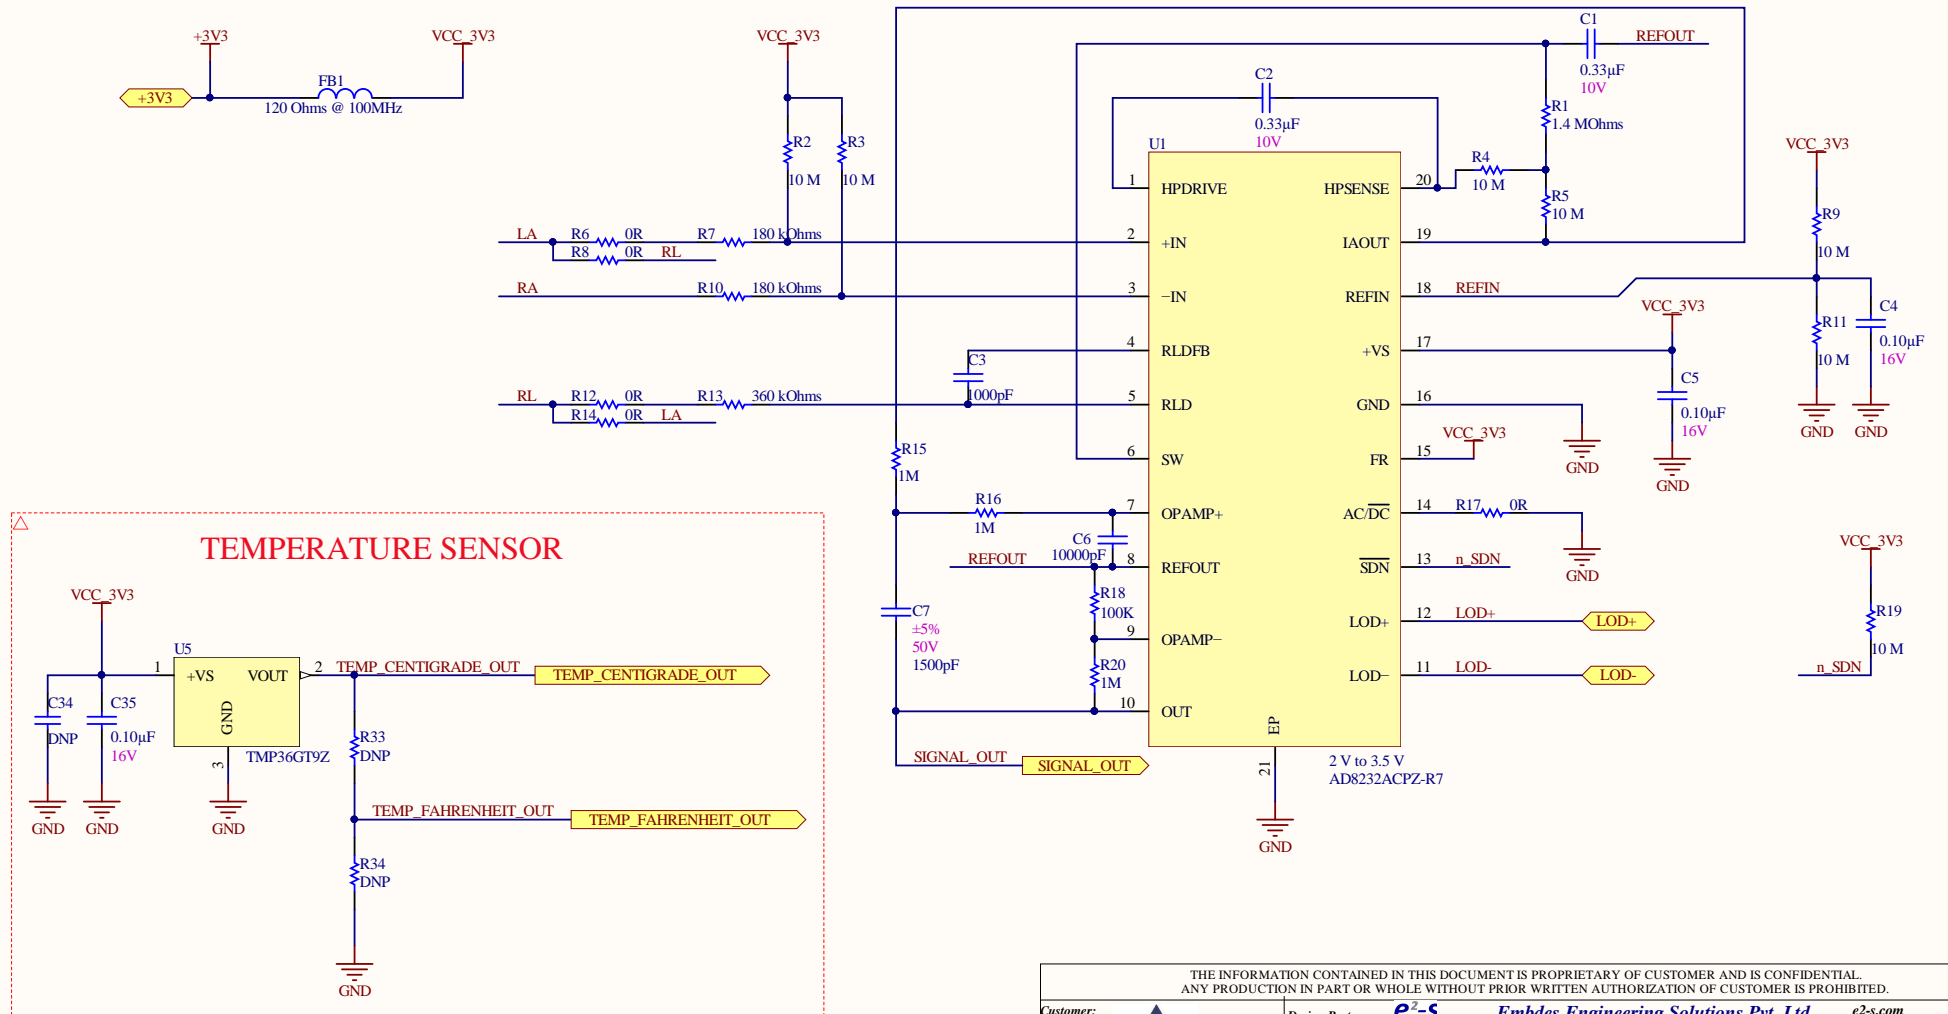 +3V3
VCC_3V3
+3V3
FB1
120 Ohms @ 100MHz
VCC_3V3
R2
10 M
R3
10 M
LA
R6
0R
R7
180 kOhms
R8
0R
RL
RA
R10
180 kOhms
C3
1000pF
RL
R12
0R
R13
360 kOhms
R14
0R
LA
R15
1M
R16
1M
C6
10000pF
REFOUT
R18
100K
C7
±5%
50V
1500pF
R20
1M
SIGNAL_OUT
SIGNAL_OUT
C2
0.33µF
10V
C1
0.33µF
10V
REFOUT
R1
1.4 MOhms
R4
10 M
R5
10 M
U1
1 HPDRIVE
2 +IN
3 −IN
4 RLDFB
5 RLD
6 SW
7 OPAMP+
8 REFOUT
9 OPAMP−
10 OUT
HPSENSE 20
IAOUT 19
REFIN 18
+VS 17
GND 16
FR 15
AC/DC 14
SDN 13
LOD+ 12
LOD− 11
EP
21
2 V to 3.5 V
AD8232ACPZ-R7
GND
REFIN
VCC_3V3
R9
10 M
R11
10 M
C4
0.10µF
16V
GND
GND
VCC_3V3
C5
0.10µF
16V
GND
GND
VCC_3V3
R17
0R
GND
n_SDN
LOD+
LOD+
LOD-
LOD-
VCC_3V3
R19
10 M
n_SDN
TEMPERATURE SENSOR
VCC_3V3
U5
1
+VS
VOUT
2
GND
3
TMP36GT9Z
TEMP_CENTIGRADE_OUT
TEMP_CENTIGRADE_OUT
C34
DNP
C35
0.10µF
16V
GND
GND
GND
R33
DNP
TEMP_FAHRENHEIT_OUT
TEMP_FAHRENHEIT_OUT
R34
DNP
GND
THE INFORMATION CONTAINED IN THIS DOCUMENT IS PROPRIETARY OF CUSTOMER AND IS CONFIDENTIAL.
ANY PRODUCTION IN PART OR WHOLE WITHOUT PRIOR WRITTEN AUTHORIZATION OF CUSTOMER IS PROHIBITED.
Customer:
e²-s
Embdes Engineering Solutions Pvt. Ltd
e2-s.com